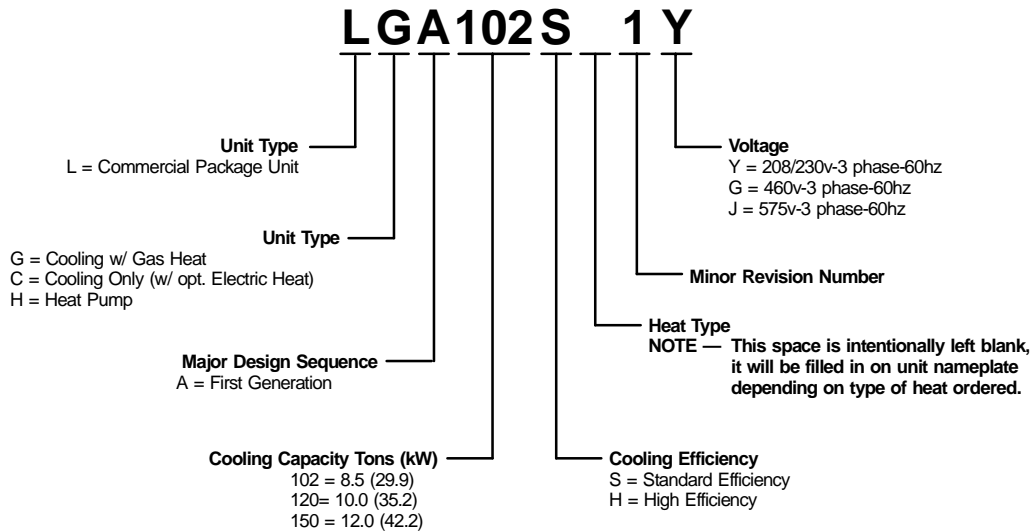 LGA102S 1Y
Unit Type
L = Commercial Package Unit
Unit Type
G = Cooling w/ Gas Heat
C = Cooling Only (w/ opt. Electric Heat)
H = Heat Pump
Major Design Sequence
A = First Generation
Cooling Capacity Tons (kW)
102 = 8.5 (29.9)
120= 10.0 (35.2)
150 = 12.0 (42.2)
Voltage
Y = 208/230v-3 phase-60hz
G = 460v-3 phase-60hz
J = 575v-3 phase-60hz
Minor Revision Number
Heat Type
NOTE — This space is intentionally left blank,
it will be filled in on unit nameplate
depending on type of heat ordered.
Cooling Efficiency
S = Standard Efficiency
H = High Efficiency